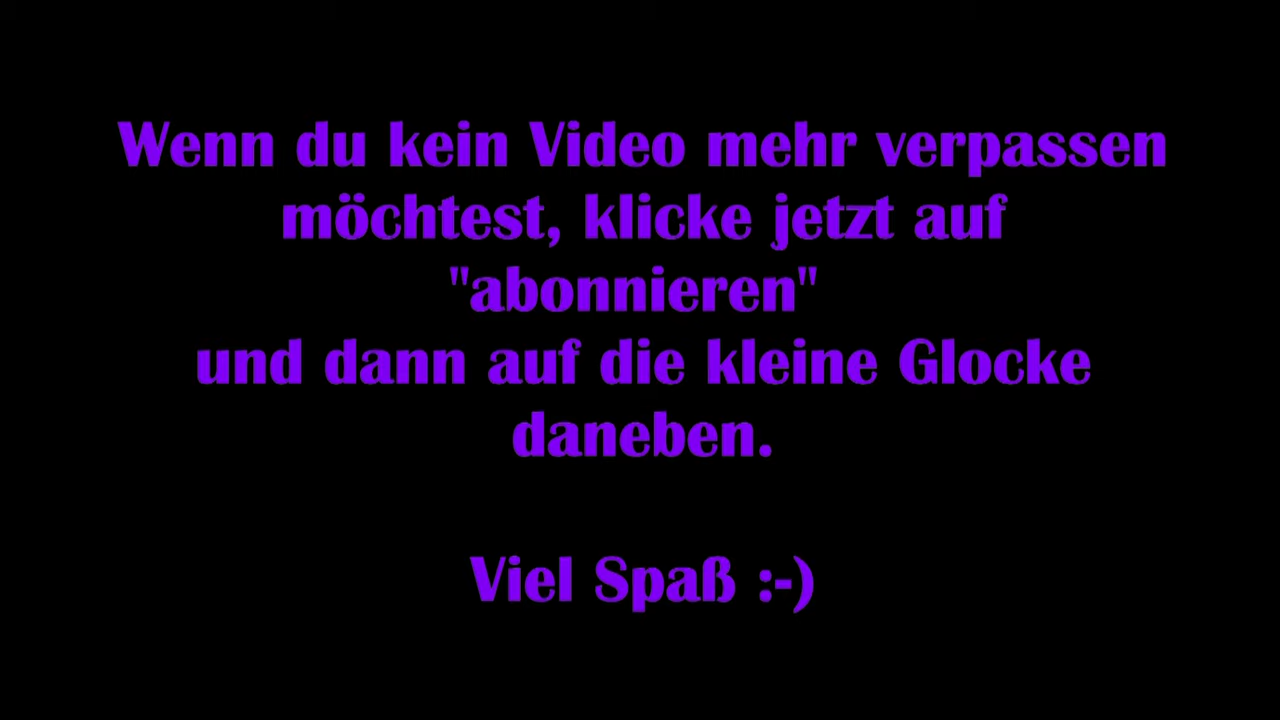 Wenn du kein Video mehr verpassen
möchtest, klicke jetzt auf
"abonnieren"
und dann auf die kleine Glocke
daneben.
Viel Spaß :-)